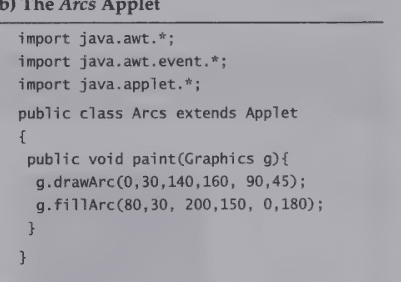 b) The Arcs Applet
import java.awt.*;
import java.awt.event.*;
import java.applet.*;
public class Arcs extends Applet
{
public void paint(Graphics g){
g.drawArc(0,30,140,160, 90,45);
g.fillArc(80,30, 200,150, 0,180);
}
}